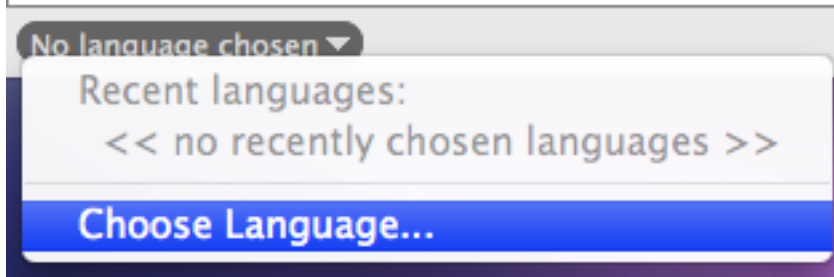 No language chosen
Recent languages:
<< no recently chosen languages >>
Choose Language...